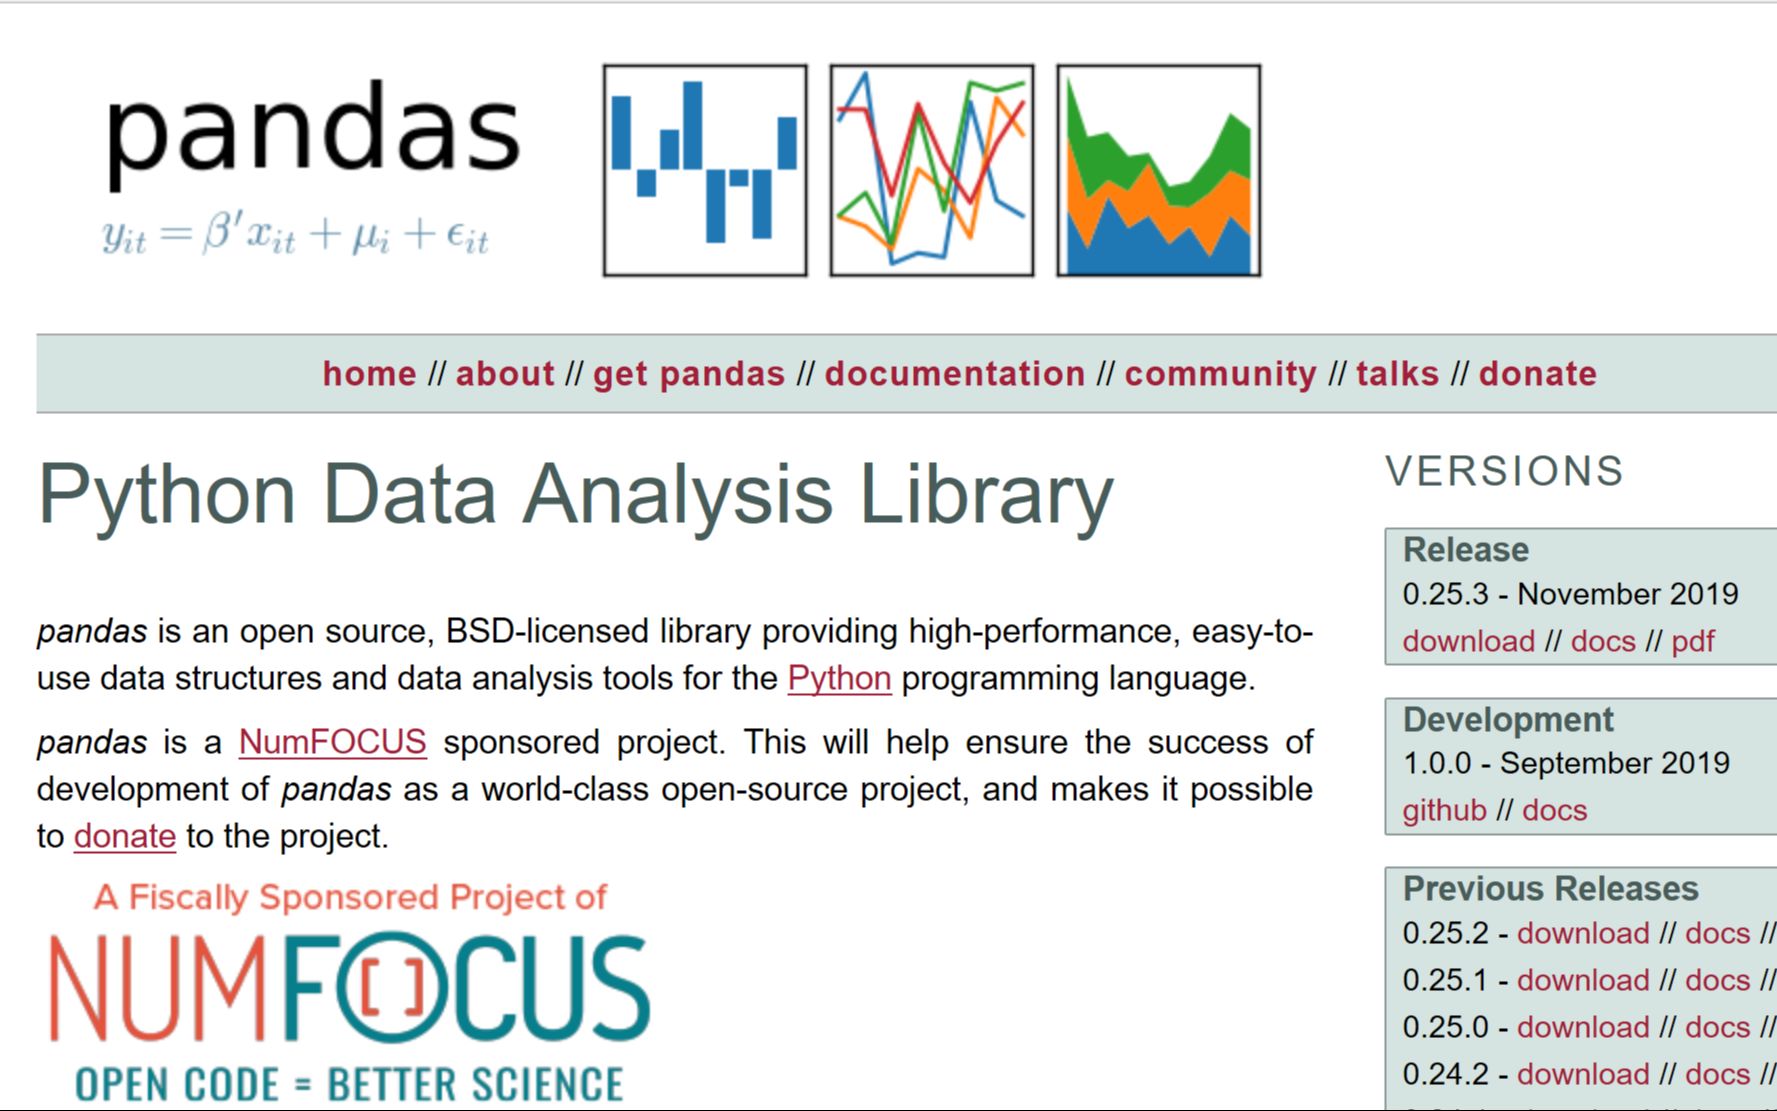 pandas
y_{it} = β′x_{it} + μ_i + ϵ_{it}
home // about // get pandas // documentation // community // talks // donate
Python Data Analysis Library
pandas is an open source, BSD-licensed library providing high-performance, easy-to-
use data structures and data analysis tools for the Python programming language.
pandas is a NumFOCUS sponsored project. This will help ensure the success of
development of pandas as a world-class open-source project, and makes it possible
to donate to the project.
A Fiscally Sponsored Project of
NUMFOCUS
OPEN CODE = BETTER SCIENCE
VERSIONS
Release
0.25.3 - November 2019
download // docs // pdf
Development
1.0.0 - September 2019
github // docs
Previous Releases
0.25.2 - download // docs //
0.25.1 - download // docs //
0.25.0 - download // docs //
0.24.2 - download // docs //